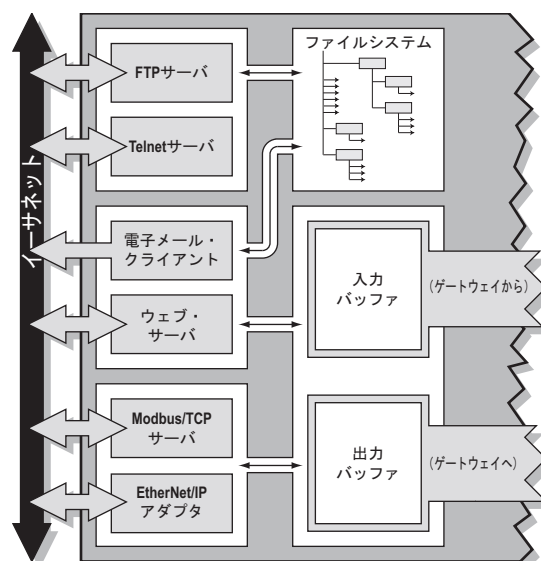 イーサネット
FTPサーバ
Telnetサーバ
ファイルシステム
電子メール・
クライアント
ウェブ・
サーバ
入力
バッファ
(ゲートウェイから)
Modbus/TCP
サーバ
EtherNet/IP
アダプタ
出力
バッファ
(ゲートウェイへ)